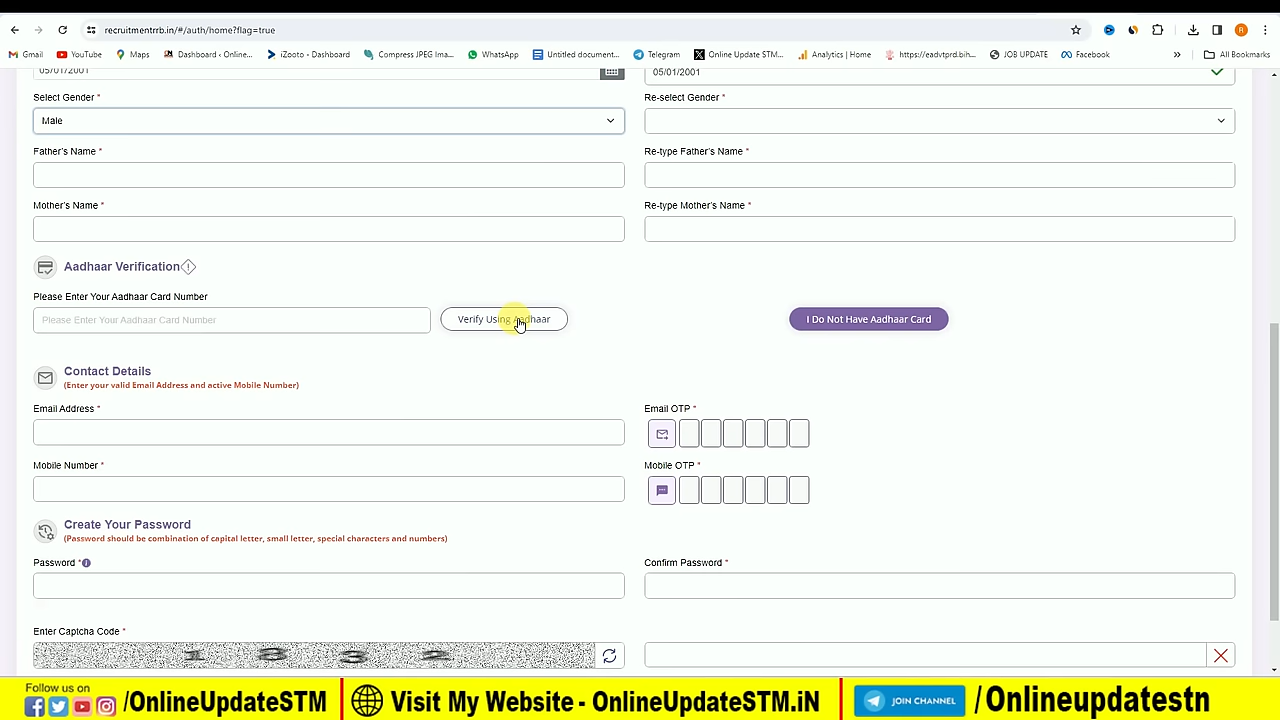 recruitmentrrb.in/#/auth/home?flag=true
Gmail YouTube Maps Dashboard ‹ Online... iZooto - Dashboard Compress JPEG Ima... WhatsApp Untitled document... Telegram Online Update STM... Analytics | Home https://eadvtprd.bih... JOB UPDATE Facebook » All Bookmarks
05/01/2001 05/01/2001
Select Gender * Re-select Gender *
Male
Father's Name * Re-type Father's Name *
Mother's Name * Re-type Mother's Name *
Aadhaar Verification
Please Enter Your Aadhaar Card Number
Please Enter Your Aadhaar Card Number Verify Using Aadhaar I Do Not Have Aadhaar Card
Contact Details
(Enter your valid Email Address and active Mobile Number)
Email Address * Email OTP *
Mobile Number * Mobile OTP *
Create Your Password
(Password should be combination of capital letter, small letter, special characters and numbers)
Password * Confirm Password *
Enter Captcha Code *
Follow us on
/OnlineUpdateSTM Visit My Website - OnlineUpdateSTM.iN JOIN CHANNEL /Onlineupdatestn